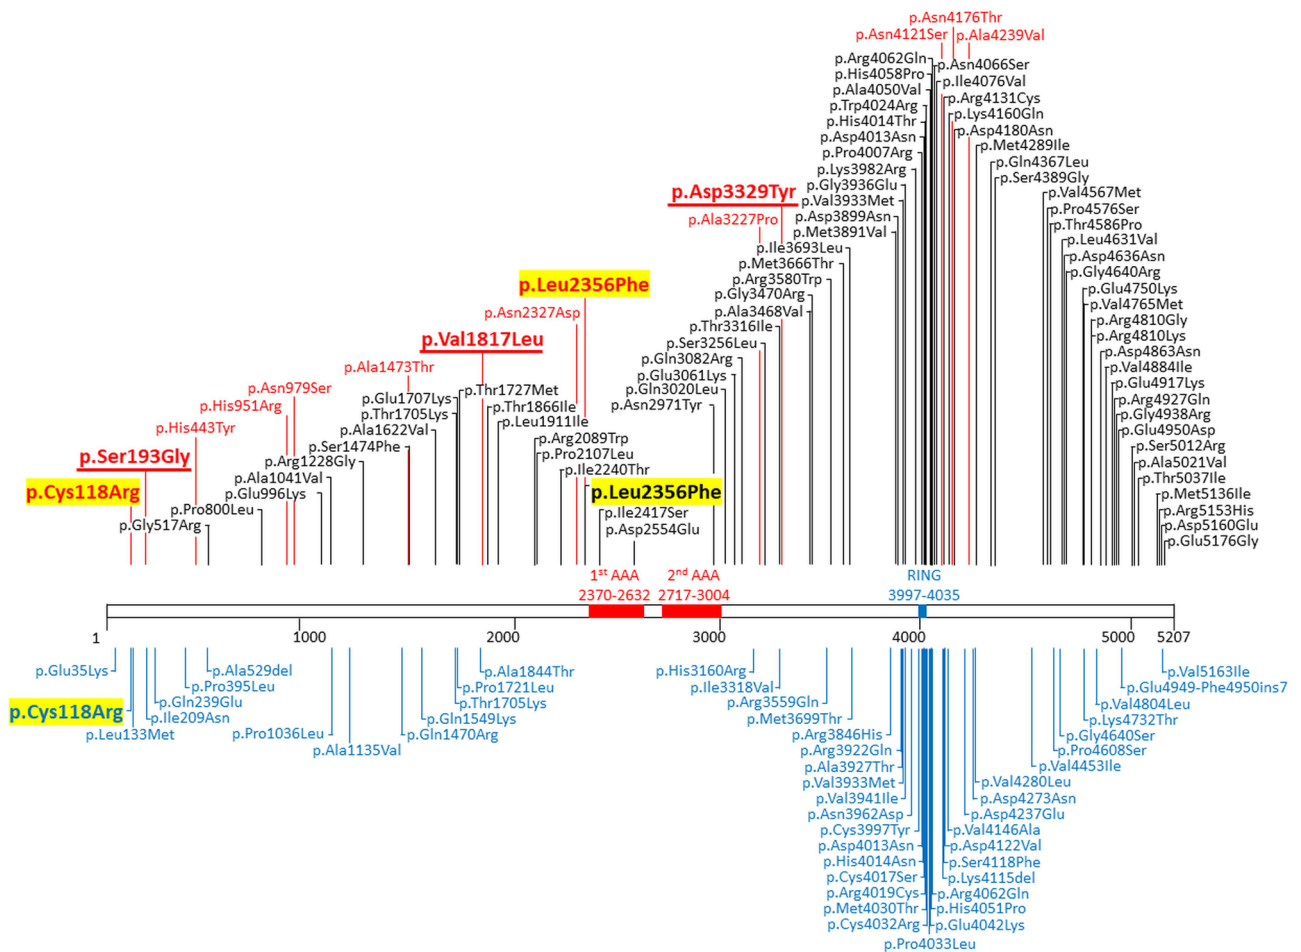 p.Asn4176Thr
p.Asn4121Ser
p.Ala4239Val
p.Arg4062Gln
p.Asn4066Ser
p.His4058Pro
p.Ile4076Val
p.Ala4050Val
p.Arg4131Cys
p.Trp4024Arg
p.Lys4160Gln
p.His4014Thr
p.Asp4180Asn
p.Asp4013Asn
p.Met4289Ile
p.Pro4007Arg
p.Gln4367Leu
p.Lys3982Arg
p.Ser4389Gly
p.Asp3329Tyr
p.Gly3936Glu
p.Val4567Met
p.Val3933Met
p.Pro4576Ser
p.Ala3227Pro
p.Asp3899Asn
p.Thr4586Pro
p.Met3891Val
p.Leu4631Val
p.Ile3693Leu
p.Asp4636Asn
p.Met3666Thr
p.Gly4640Arg
p.Leu2356Phe
p.Arg3580Trp
p.Glu4750Lys
p.Gly3470Arg
p.Val4765Met
p.Asn2327Asp
p.Ala3468Val
p.Arg4810Gly
p.Thr3316Ile
p.Arg4810Lys
p.Val1817Leu
p.Ser3256Leu
p.Asp4863Asn
p.Ala1473Thr
p.Gln3082Arg
p.Val4884Ile
p.Glu3061Lys
p.Glu4917Lys
p.Asn979Ser
p.Thr1727Met
p.Gln3020Leu
p.Arg4927Gln
p.His951Arg
p.Glu1707Lys
p.Thr1866Ile
p.Asn2971Tyr
p.Gly4938Arg
p.Thr1705Lys
p.Leu1911Ile
p.His443Tyr
p.Ala1622Val
p.Arg2089Trp
p.Glu4950Asp
p.Ser1474Phe
p.Pro2107Leu
p.Ser5012Arg
p.Ser193Gly
p.Arg1228Gly
p.Ile2240Thr
p.Ala5021Val
p.Ala1041Val
p.Thr5037Ile
p.Cys118Arg
p.Glu996Lys
p.Leu2356Phe
p.Met5136Ile
p.Pro800Leu
p.Ile2417Ser
p.Arg5153His
p.Gly517Arg
p.Asp2554Glu
p.Asp5160Glu
p.Glu5176Gly
1st AAA
2370-2632
2nd AAA
2717-3004
RING
3997-4035
1 1000 2000 3000 4000 5000 5207
p.Glu35Lys
p.Ala529del
p.Ala1844Thr
p.His3160Arg
p.Val5163Ile
p.Pro395Leu
p.Pro1721Leu
p.Ile3318Val
p.Glu4949-Phe4950ins7
p.Gln239Glu
p.Thr1705Lys
p.Arg3559Gln
p.Val4804Leu
p.Cys118Arg
p.Ile209Asn
p.Gln1549Lys
p.Met3699Thr
p.Lys4732Thr
p.Leu133Met
p.Pro1036Leu
p.Gln1470Arg
p.Arg3846His
p.Gly4640Ser
p.Ala1135Val
p.Arg3922Gln
p.Pro4608Ser
p.Ala3927Thr
p.Val4453Ile
p.Val3933Met
p.Val4280Leu
p.Val3941Ile
p.Asp4273Asn
p.Asn3962Asp
p.Asp4237Glu
p.Cys3997Tyr
p.Val4146Ala
p.Asp4013Asn
p.Asp4122Val
p.His4014Asn
p.Ser4118Phe
p.Cys4017Ser
p.Lys4115del
p.Arg4019Cys
p.Arg4062Gln
p.Met4030Thr
p.His4051Pro
p.Cys4032Arg
p.Glu4042Lys
p.Pro4033Leu